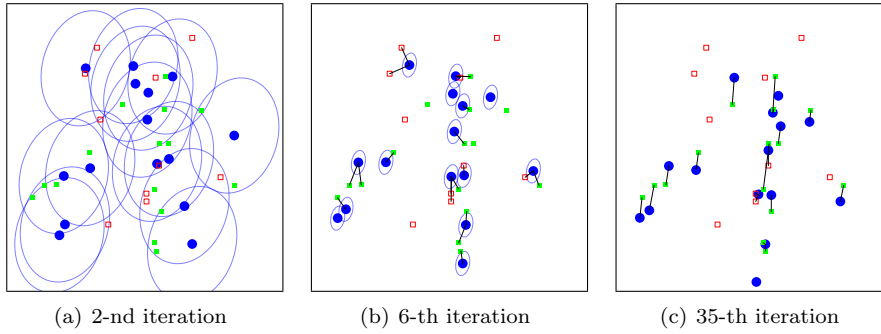 (a) 2-nd iteration
(b) 6-th iteration
(c) 35-th iteration